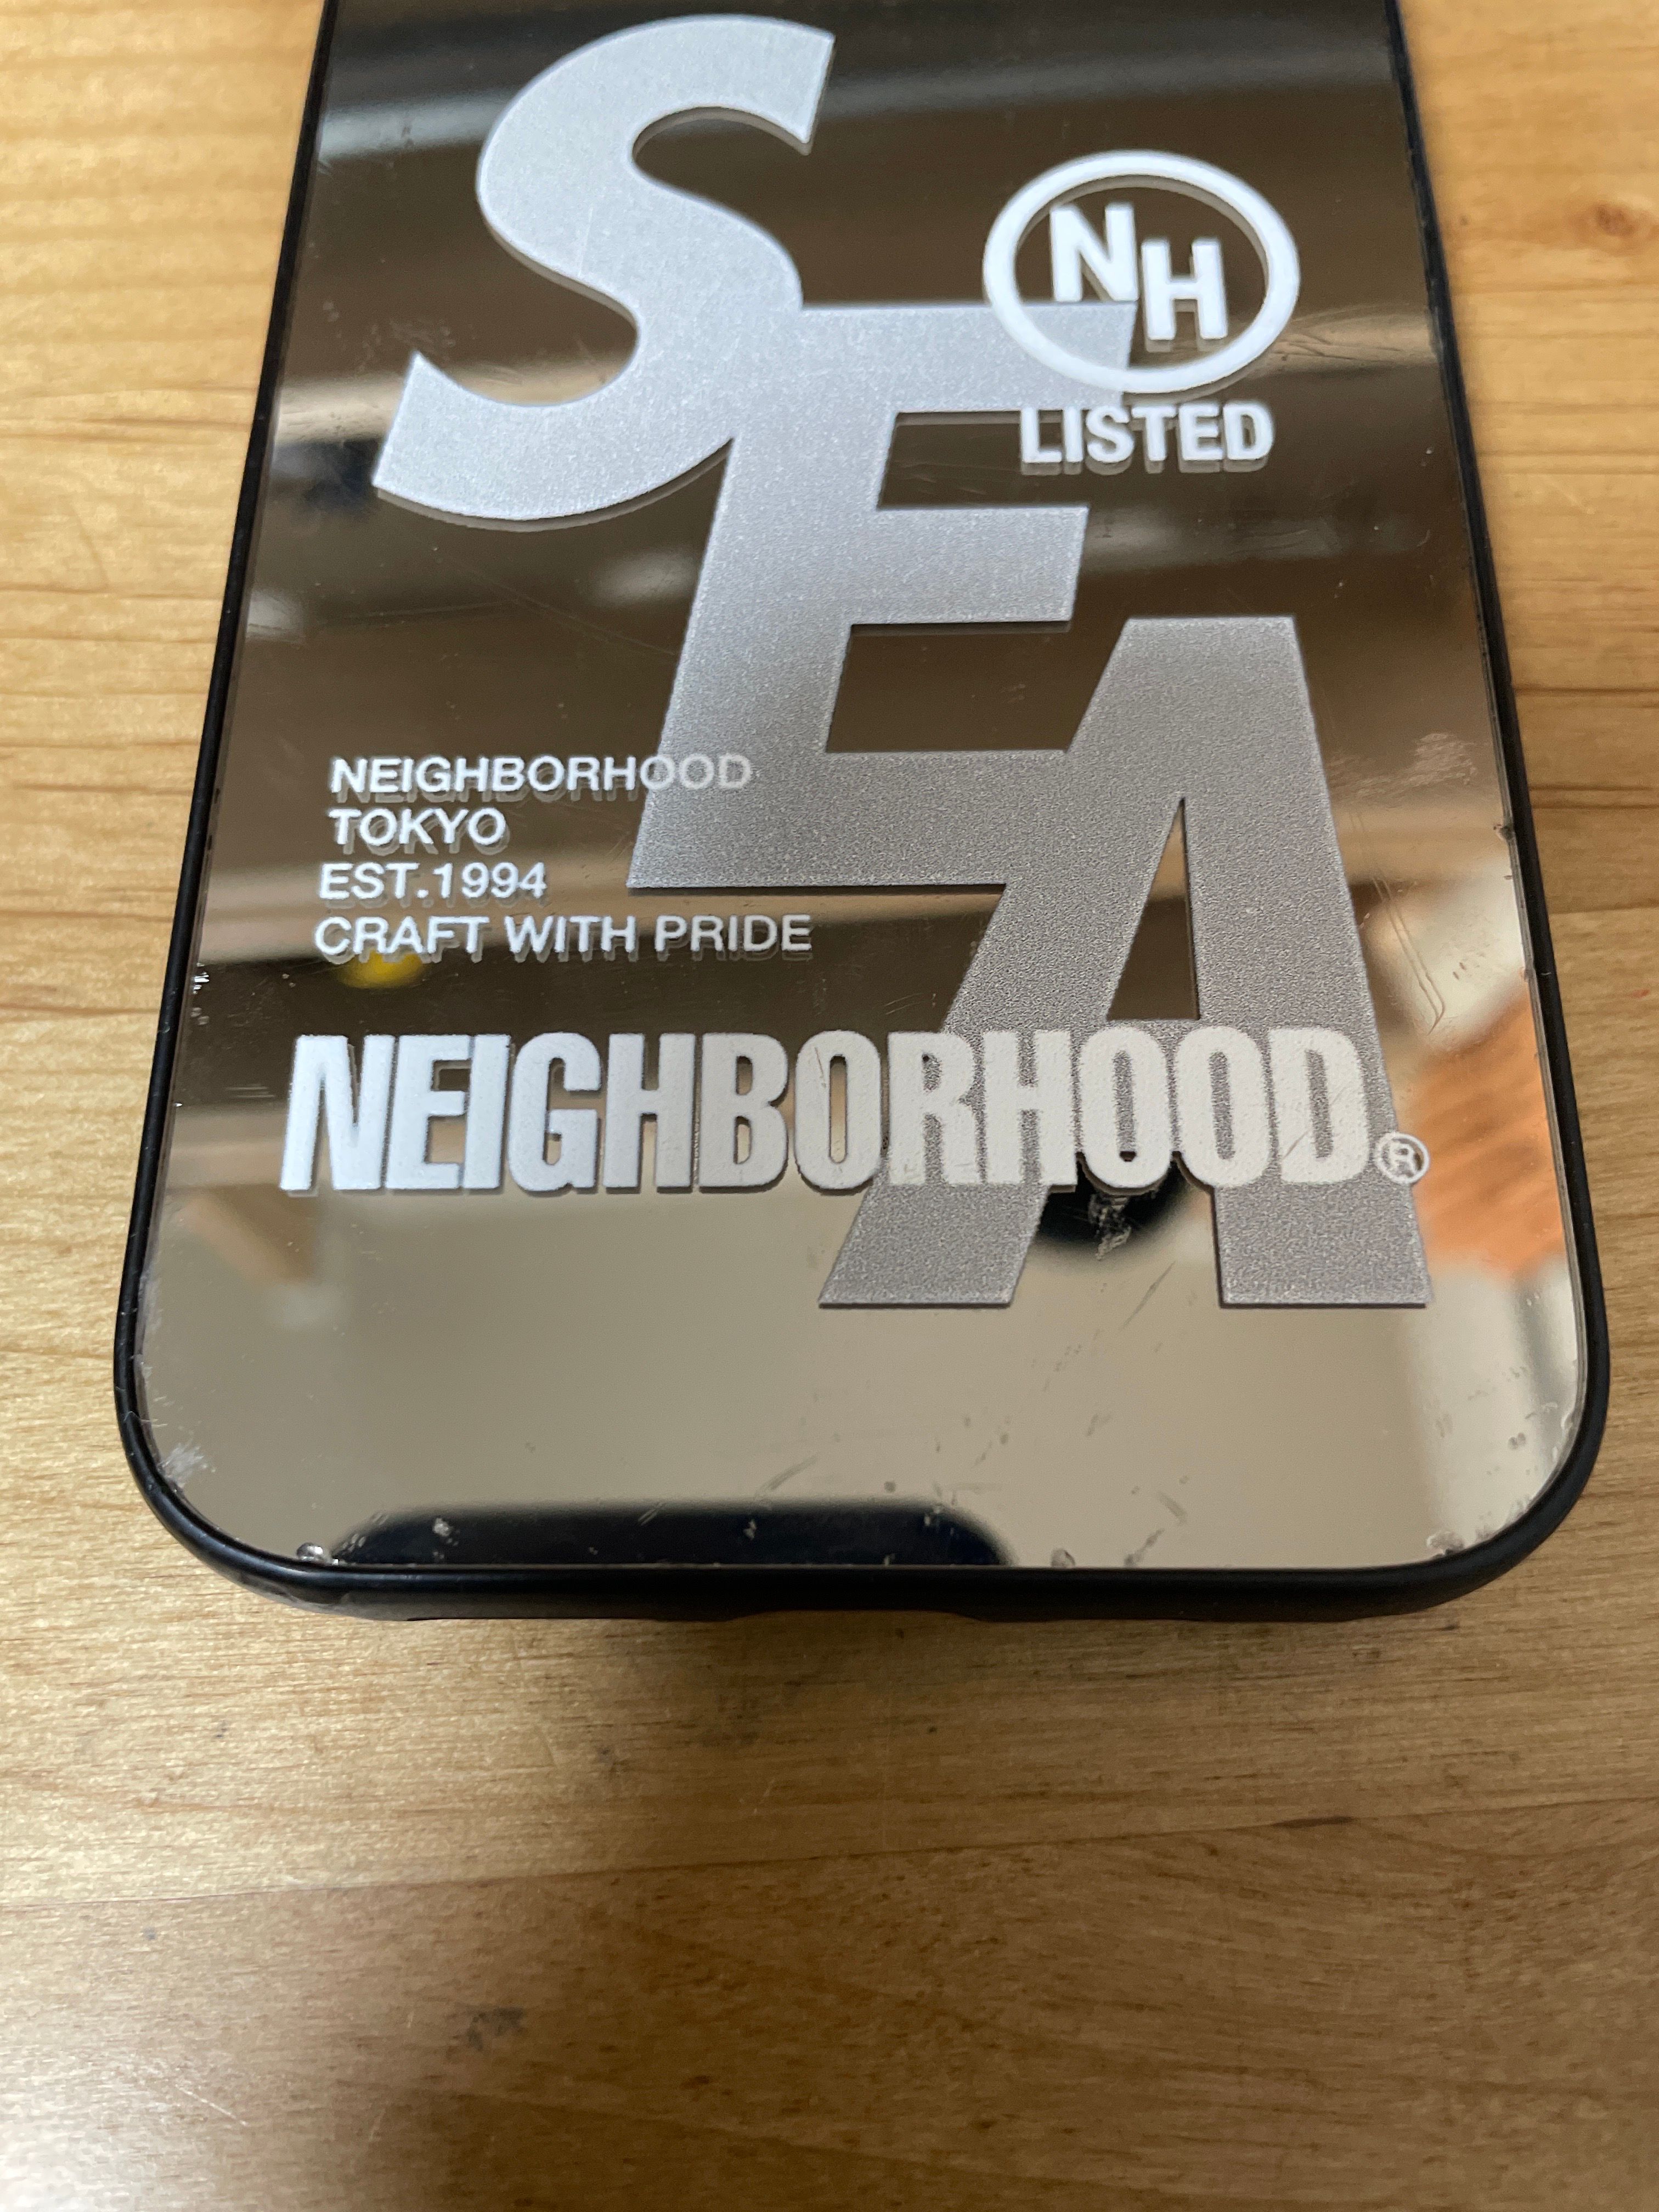 SEA
NH
LISTED
NEIGHBORHOOD
TOKYO
EST.1994
CRAFT WITH PRIDE
NEIGHBORHOOD®